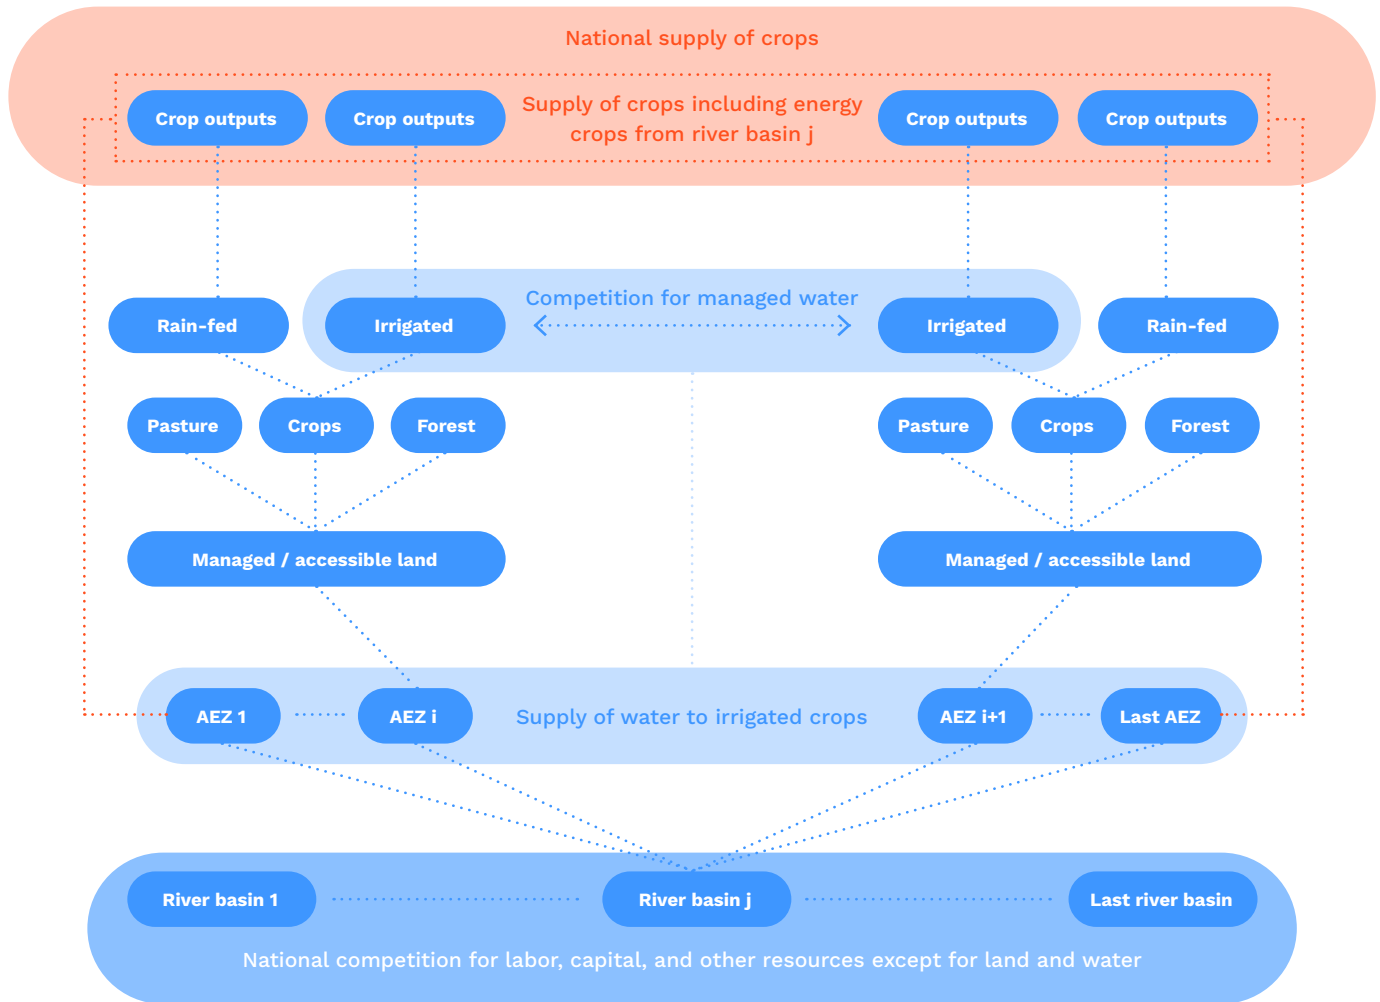 National supply of crops
Crop outputs
Crop outputs
Supply of crops including energy
crops from river basin j
Crop outputs
Crop outputs
Rain-fed
Irrigated
Competition for managed water
Irrigated
Rain-fed
Pasture
Crops
Forest
Pasture
Crops
Forest
Managed / accessible land
Managed / accessible land
AEZ 1
AEZ i
Supply of water to irrigated crops
AEZ i+1
Last AEZ
River basin 1
River basin j
Last river basin
National competition for labor, capital, and other resources except for land and water